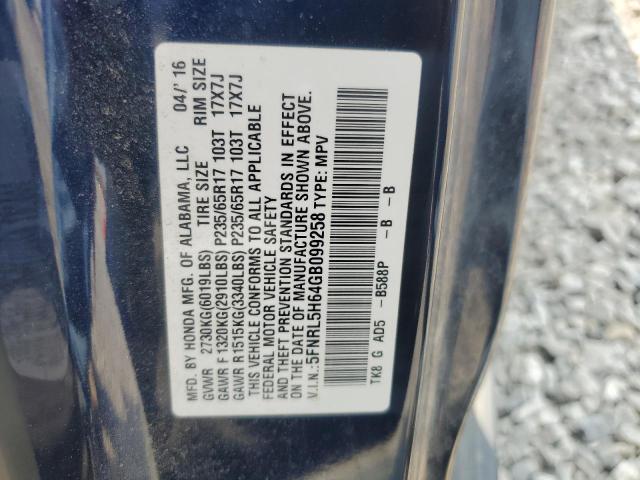 MFD. BY HONDA MFG. OF ALABAMA, LLC 04/' 16
GVWR 2730KG(6019LBS) TIRE SIZE RIM SIZE
GAWR F 1320KG(2910LBS) P235/65R17 103T 17X7J
GAWR R 1515KG(3340LBS) P235/65R17 103T 17X7J
THIS VEHICLE CONFORMS TO ALL APPLICABLE
FEDERAL MOTOR VEHICLE SAFETY
AND THEFT PREVENTION STANDARDS IN EFFECT
ON THE DATE OF MANUFACTURE SHOWN ABOVE.
V.I.N.: 5FNRL5H64GB099258 TYPE: MPV
TK8 G AD5 -B588P -B -B